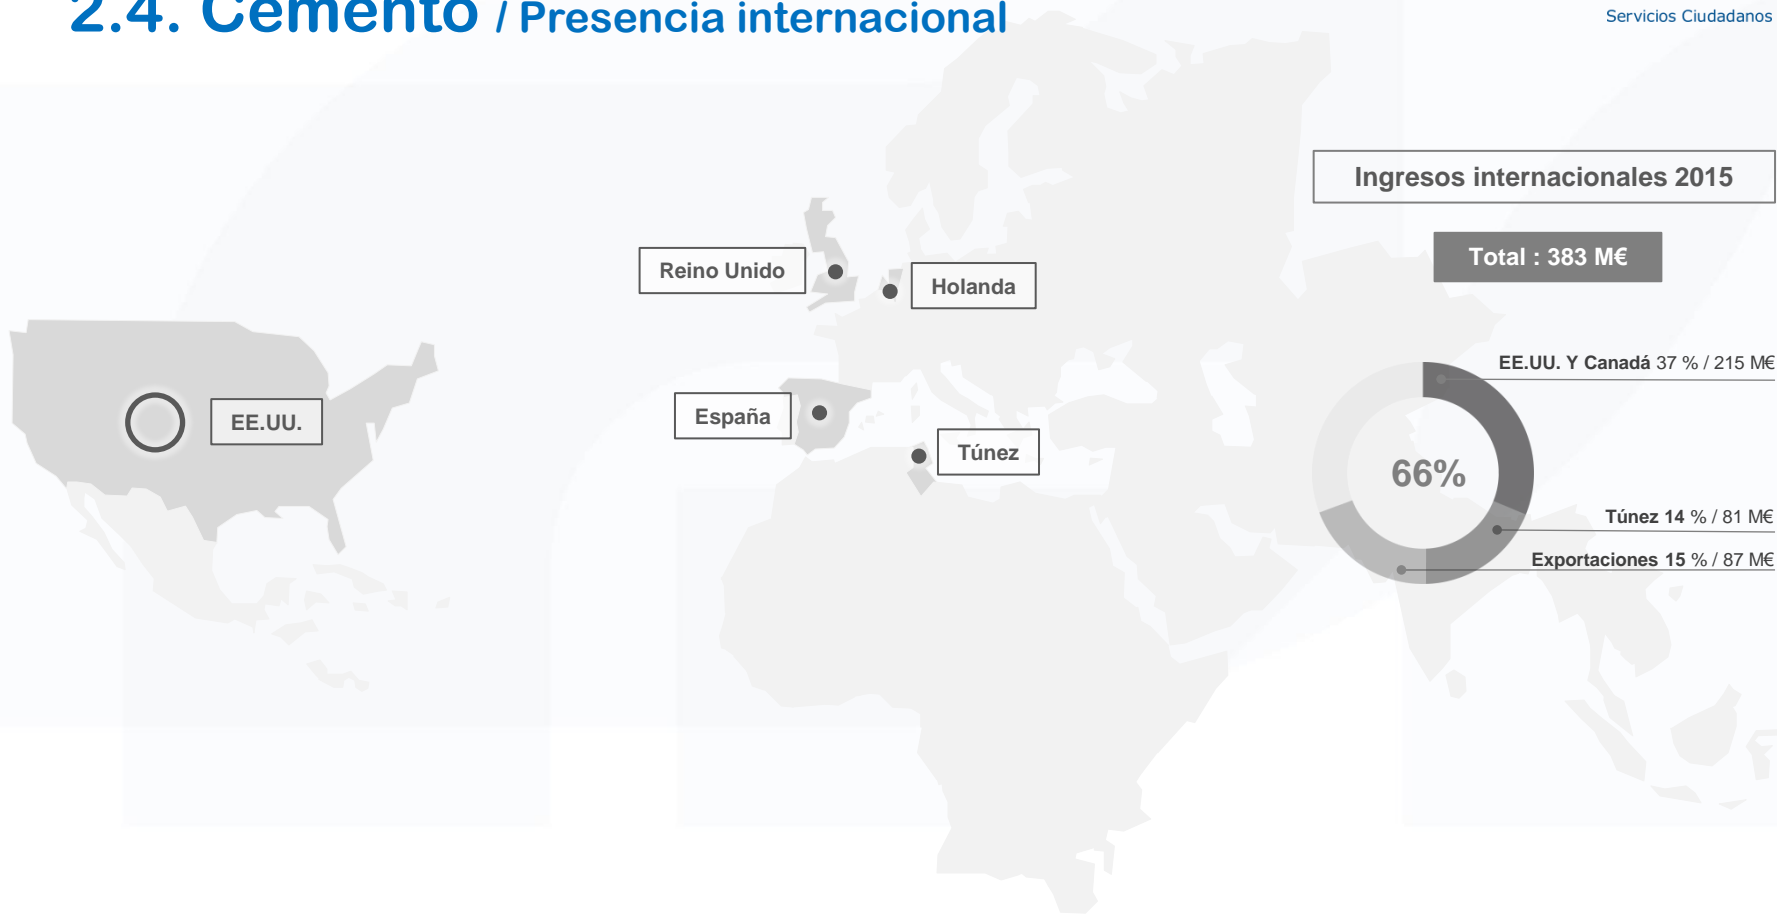 2.4. Cemento / Presencia internacional
Servicios Ciudadanos
Ingresos internacionales 2015
Total : 383 M€
Reino Unido
Holanda
EE.UU.
España
Túnez
EE.UU. Y Canadá 37 % / 215 M€
66%
Túnez 14 % / 81 M€
Exportaciones 15 % / 87 M€